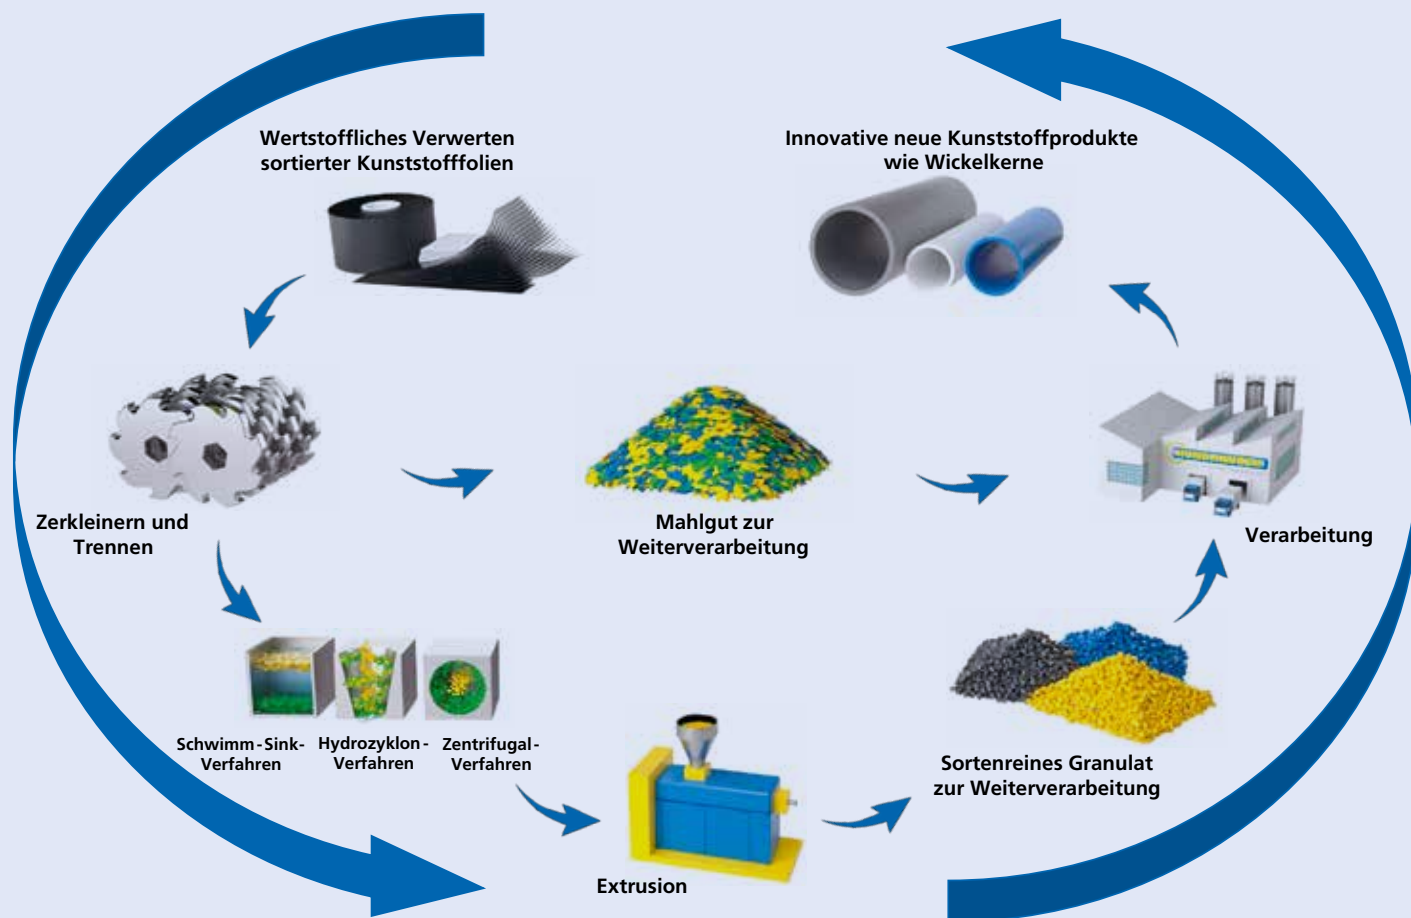 Wertstoffliches Verwerten
sortierter Kunststofffolien
Innovative neue Kunststoffprodukte
wie Wickelkerne
Zerkleinern und
Trennen
Mahlgut zur
Weiterverarbeitung
Verarbeitung
Schwimm-Sink-
Verfahren
Hydrozyklon-
Verfahren
Zentrifugal-
Verfahren
Sortenreines Granulat
zur Weiterverarbeitung
Extrusion